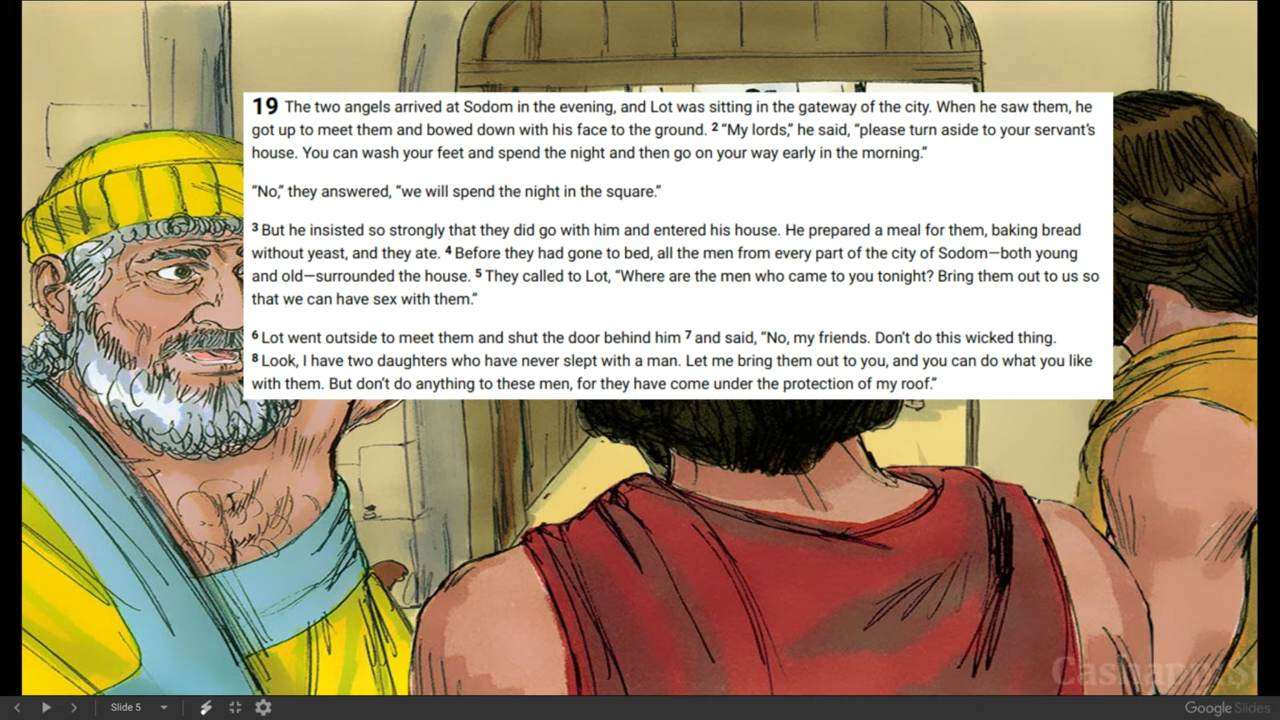 19 The two angels arrived at Sodom in the evening, and Lot was sitting in the gateway of the city. When he saw them, he
got up to meet them and bowed down with his face to the ground. 2 “My lords,” he said, “please turn aside to your servant’s
house. You can wash your feet and spend the night and then go on your way early in the morning.”
“No,” they answered, “we will spend the night in the square.”
3 But he insisted so strongly that they did go with him and entered his house. He prepared a meal for them, baking bread
without yeast, and they ate. 4 Before they had gone to bed, all the men from every part of the city of Sodom—both young
and old—surrounded the house. 5 They called to Lot, “Where are the men who came to you tonight? Bring them out to us so
that we can have sex with them.”
6 Lot went outside to meet them and shut the door behind him 7 and said, “No, my friends. Don’t do this wicked thing.
8 Look, I have two daughters who have never slept with a man. Let me bring them out to you, and you can do what you like
with them. But don’t do anything to these men, for they have come under the protection of my roof.”
Slide 5
Google Slides